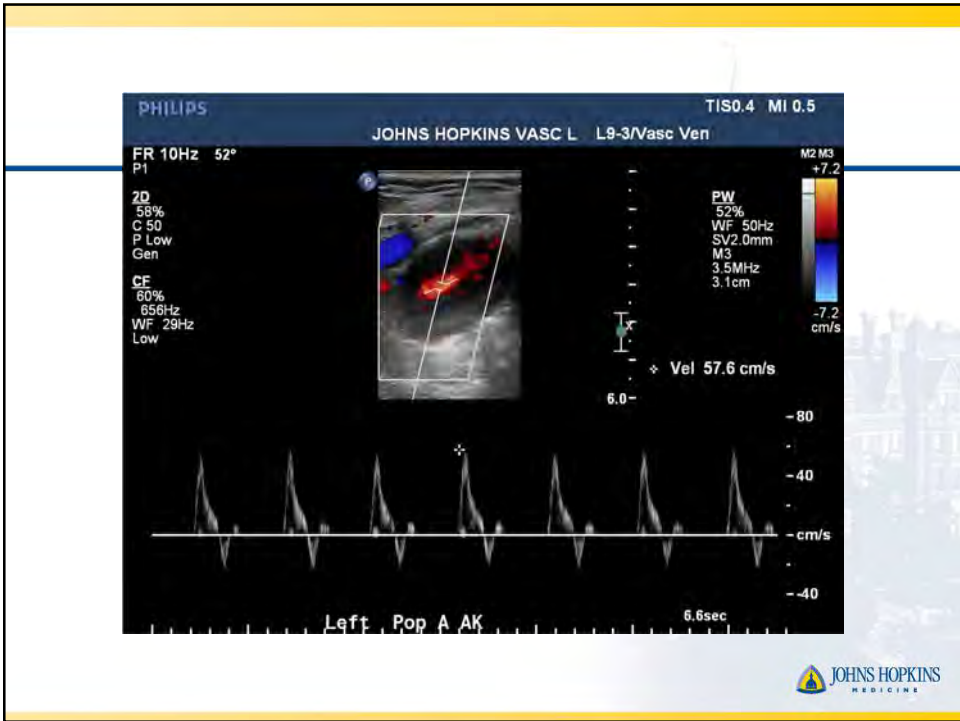 PHILIPS
TIS0.4 MI 0.5
JOHNS HOPKINS VASC L L9-3/Vasc Ven
FR 10Hz 52°
P1
2D
58%
C 50
P Low
Gen
CF
60%
656Hz
WF 29Hz
Low
P
M2 M3
+7.2
PW
52%
WF 50Hz
SV2.0mm
M3
3.5MHz
3.1cm
-7.2
cm/s
x
Vel 57.6 cm/s
6.0
80
40
cm/s
-40
6.6sec
Left Pop A AK
JOHNS HOPKINS
MEDICINE